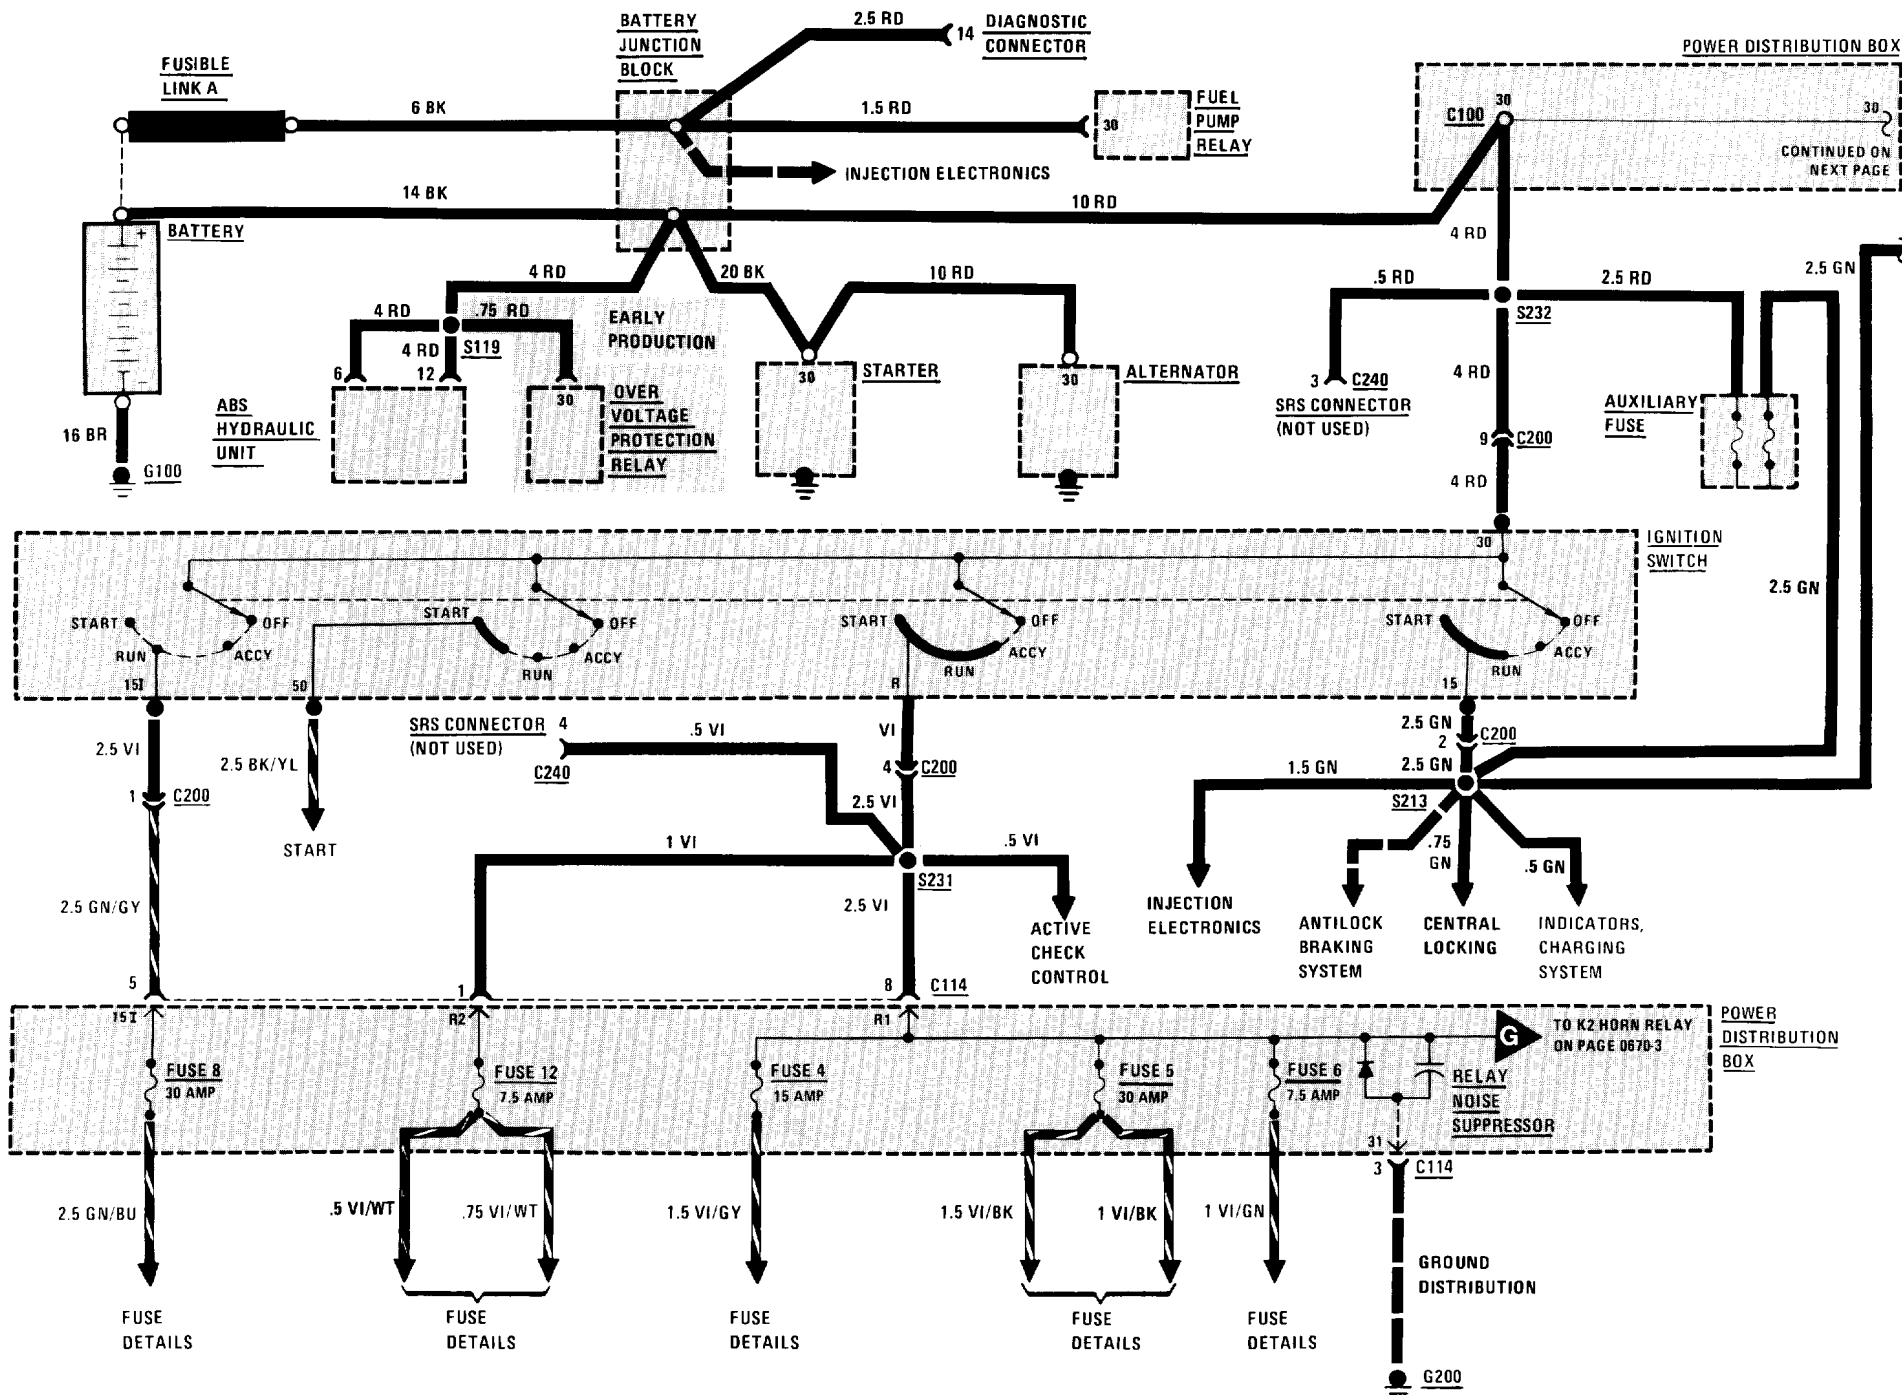 BATTERY
JUNCTION
BLOCK
2.5 RD
14
DIAGNOSTIC
CONNECTOR
POWER DISTRIBUTION BOX
FUSIBLE
LINK A
6 BK
1.5 RD
30
FUEL
PUMP
RELAY
C100
30
30
CONTINUED ON
NEXT PAGE
INJECTION ELECTRONICS
14 BK
10 RD
+
BATTERY
-
4 RD
2.5 GN
4 RD
20 BK
10 RD
.5 RD
2.5 RD
S232
4 RD
.75 RD
EARLY
PRODUCTION
4 RD
S119
6
12
30
OVER
VOLTAGE
PROTECTION
RELAY
30
STARTER
30
ALTERNATOR
3
C240
SRS CONNECTOR
(NOT USED)
4 RD
AUXILIARY
FUSE
ABS
HYDRAULIC
UNIT
16 BR
G100
9
C200
4 RD
30
IGNITION
SWITCH
2.5 GN
START
OFF
RUN
ACCY
15I
START
OFF
ACCY
RUN
50
START
OFF
ACCY
RUN
R
START
OFF
ACCY
RUN
15
2.5 VI
2.5 BK/YL
SRS CONNECTOR
(NOT USED)
4
C240
.5 VI
VI
4
C200
2.5 GN
2
C200
2.5 GN
1.5 GN
S213
1
C200
2.5 VI
START
1 VI
.5 VI
S231
.75
GN
.5 GN
2.5 GN/GY
2.5 VI
ACTIVE
CHECK
CONTROL
INJECTION
ELECTRONICS
ANTILOCK
BRAKING
SYSTEM
CENTRAL
LOCKING
INDICATORS,
CHARGING
SYSTEM
5
1
8
C114
15I
R2
R1
POWER
DISTRIBUTION
BOX
G
TO K2 HORN RELAY
ON PAGE 0670-3
FUSE 8
30 AMP
FUSE 12
7.5 AMP
FUSE 4
15 AMP
FUSE 5
30 AMP
FUSE 6
7.5 AMP
RELAY
NOISE
SUPPRESSOR
31
3
C114
2.5 GN/BU
.5 VI/WT
.75 VI/WT
1.5 VI/GY
1.5 VI/BK
1 VI/BK
1 VI/GN
GROUND
DISTRIBUTION
FUSE
DETAILS
FUSE
DETAILS
FUSE
DETAILS
FUSE
DETAILS
FUSE
DETAILS
G200